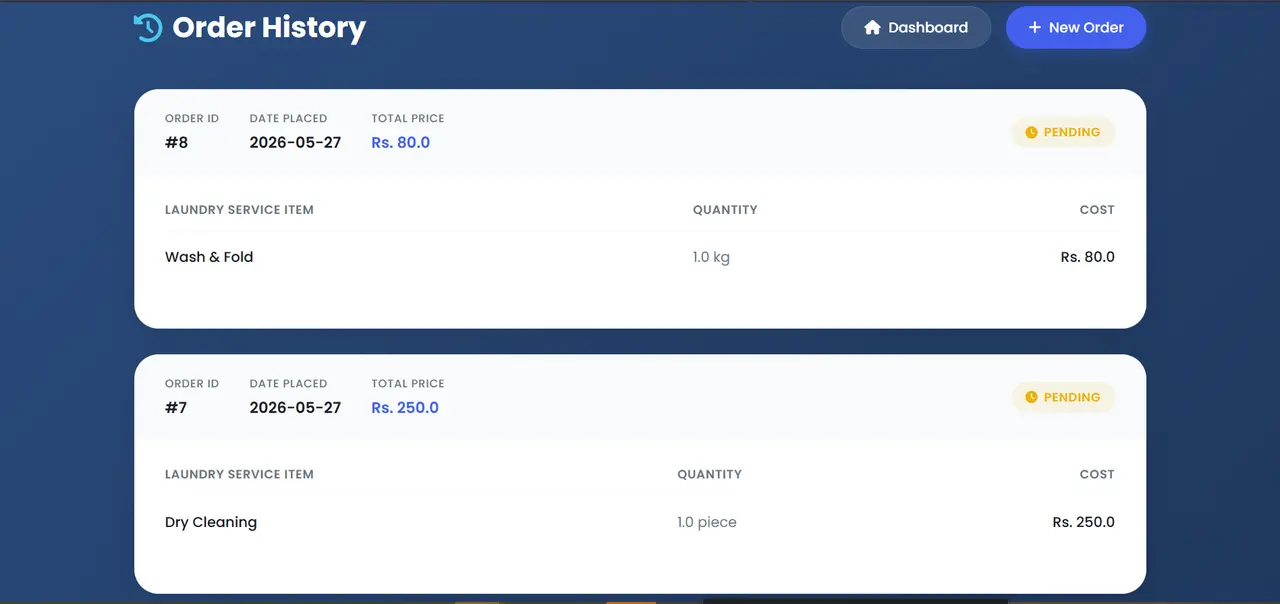 Order History
Dashboard
+ New Order
ORDER ID DATE PLACED TOTAL PRICE
#8 2026-05-27 Rs. 80.0
PENDING
LAUNDRY SERVICE ITEM QUANTITY COST
Wash & Fold 1.0 kg Rs. 80.0
ORDER ID DATE PLACED TOTAL PRICE
#7 2026-05-27 Rs. 250.0
PENDING
LAUNDRY SERVICE ITEM QUANTITY COST
Dry Cleaning 1.0 piece Rs. 250.0